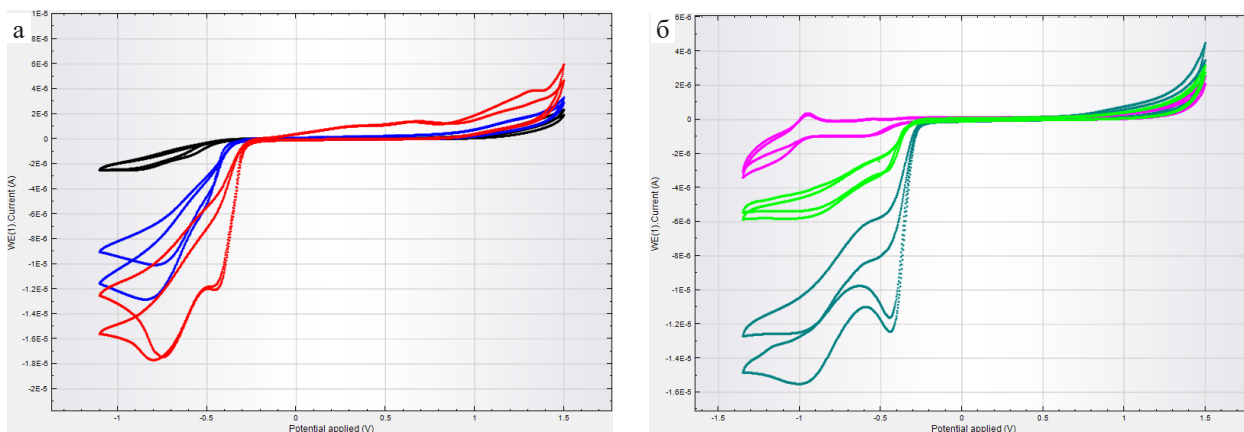 а
1E-5
8E-6
6E-6
4E-6
2E-6
0
-2E-6
-4E-6
-6E-6
-8E-6
-1E-5
-1.2E-5
-1.4E-5
-1.6E-5
-1.8E-5
-2E-5
WE(1).Current (A)
-1 -0.5 0 0.5 1 1.5
Potential applied (V)
б
6E-6
4E-6
2E-6
0
-2E-6
-4E-6
-6E-6
-8E-6
-1E-5
-1.2E-5
-1.4E-5
-1.6E-5
WE(1).Current (A)
-1.5 -1 -0.5 0 0.5 1 1.5
Potential applied (V)